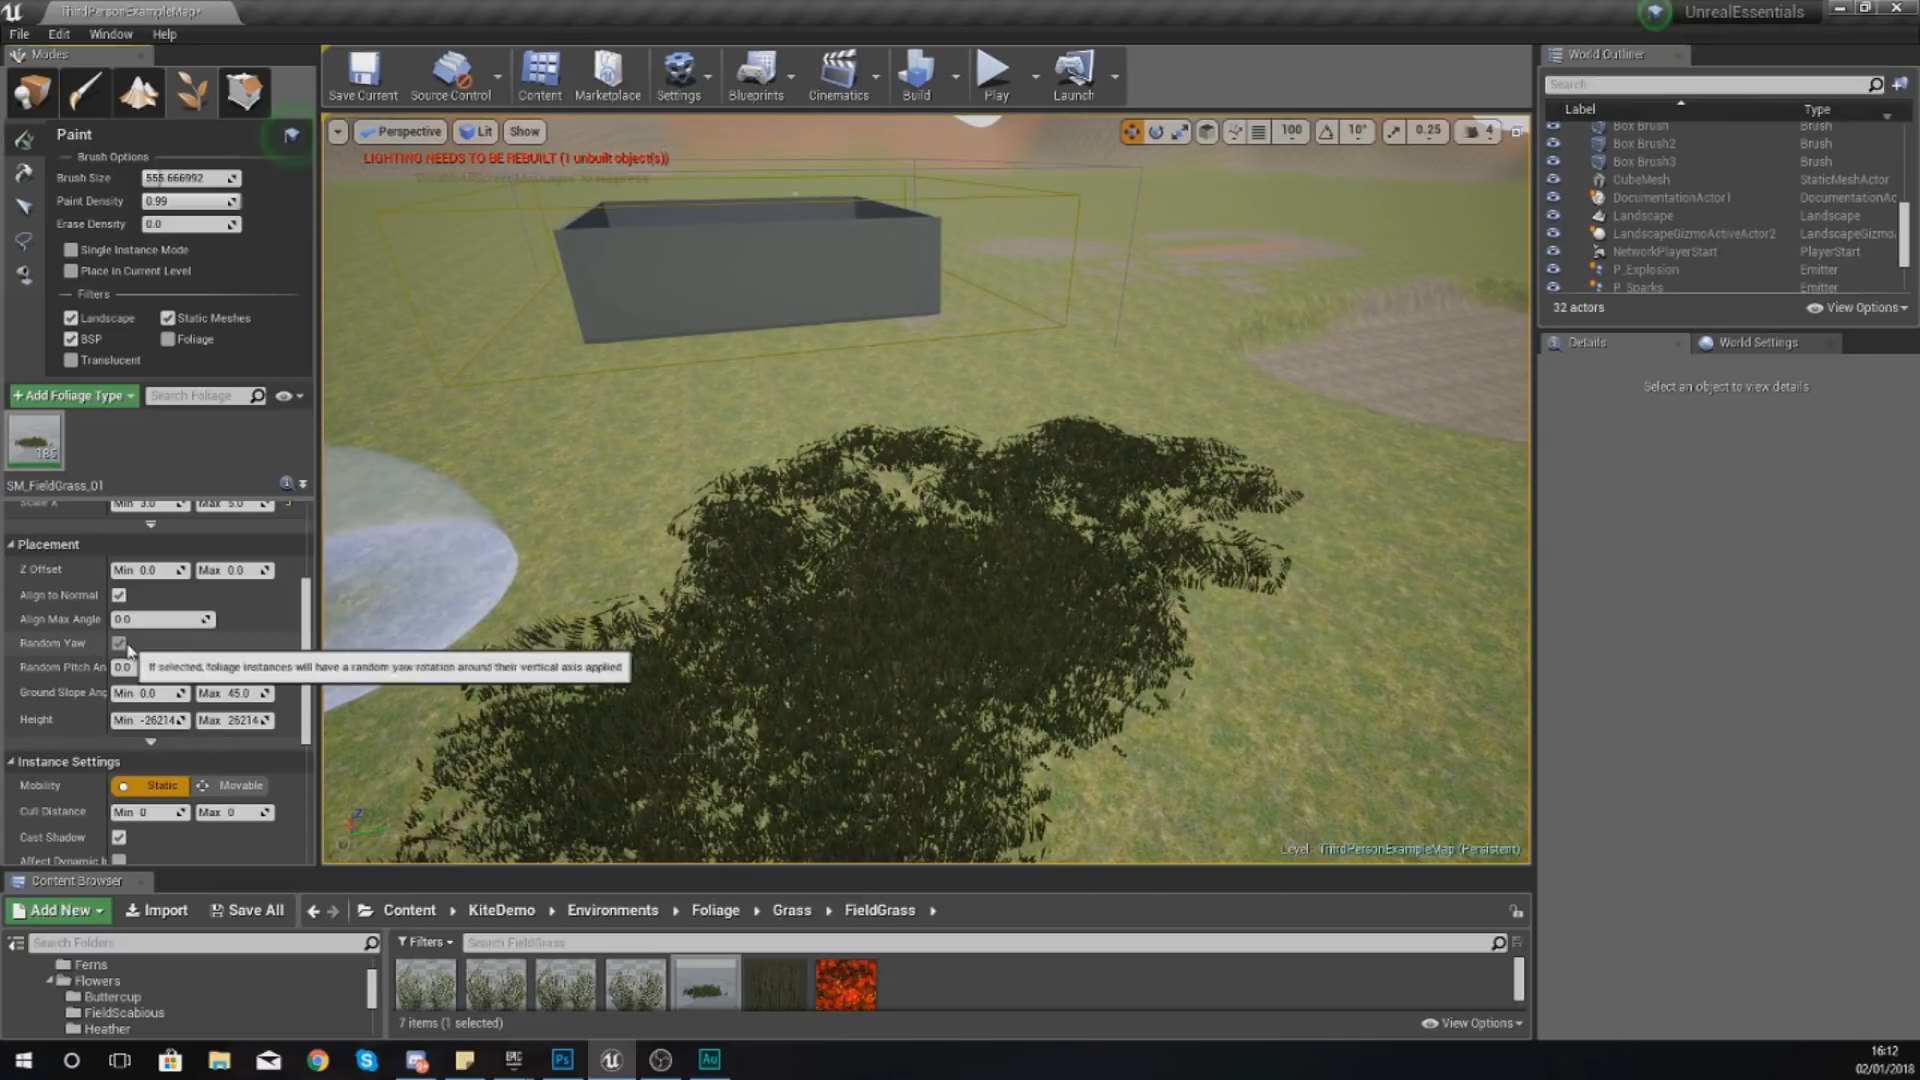 ThirdPersonExampleMap*
UnrealEssentials
File Edit Window Help
Modes
Save Current
Source Control
Content
Marketplace
Settings
Blueprints
Cinematics
Build
Play
Launch
World Outliner
Search
Label Type
Box Brush Brush
Box Brush2 Brush
Box Brush3 Brush
CubeMesh StaticMeshActor
DocumentationActor1 DocumentationAc
Landscape Landscape
LandscapeGizmoActiveActor2 LandscapeGizmo
NetworkPlayerStart PlayerStart
P_Explosion Emitter
P_Sparks Emitter
32 actors
View Options
Details
World Settings
Select an object to view details
Paint
Brush Options
Brush Size 555.666992
Paint Density 0.99
Erase Density 0.0
Single Instance Mode
Place in Current Level
Filters
Landscape Static Meshes
BSP Foliage
Translucent
+ Add Foliage Type
Search Foliage
185
SM_FieldGrass_01
Scale X Min 3.0 Max 5.0
Placement
Z Offset Min 0.0 Max 0.0
Align to Normal
Align Max Angle 0.0
Random Yaw
Random Pitch An 0.0
If selected, foliage instances will have a random yaw rotation around their vertical axis applied
Ground Slope Ang Min 0.0 Max 45.0
Height Min -26214 Max 26214
Instance Settings
Mobility Static Movable
Cull Distance Min 0 Max 0
Cast Shadow
Affect Dynamic I
Perspective Lit Show
100 10° 0.25 4
LIGHTING NEEDS TO BE REBUILT (1 unbuilt object(s))
'DisableAllScreenMessages' to suppress
Level: ThirdPersonExampleMap (Persistent)
Content Browser
Add New Import Save All
Content KiteDemo Environments Foliage Grass FieldGrass
Search Folders
Filters
Search FieldGrass
Ferns
Flowers
Buttercup
FieldScabious
Heather
7 items (1 selected)
View Options
EPIC
Ps
Au
16:12
02/01/2018